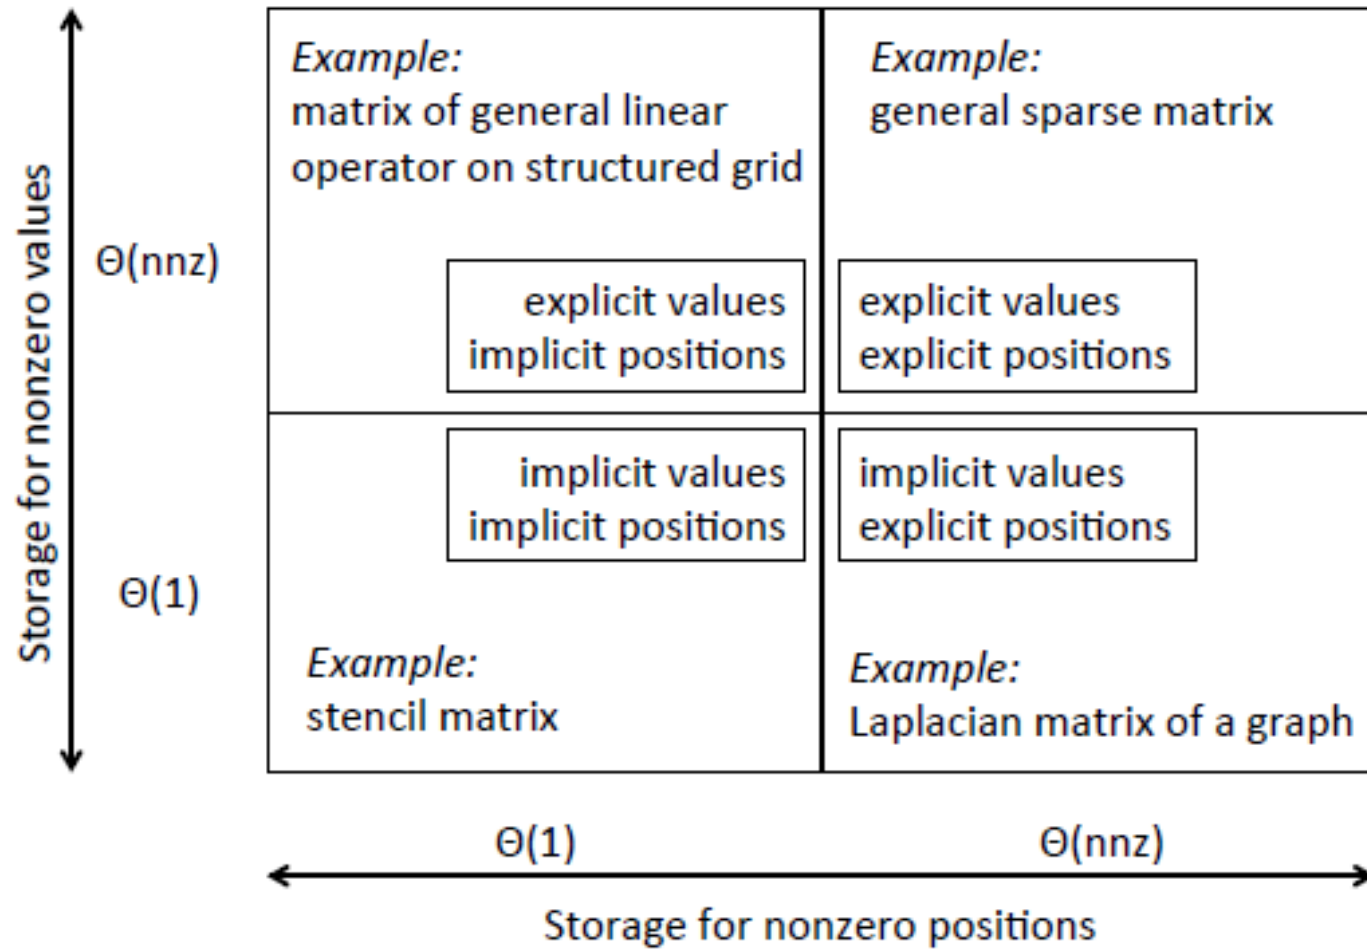 Example:
matrix of general linear
operator on structured grid
Example:
general sparse matrix
explicit values
implicit positions
explicit values
explicit positions
implicit values
implicit positions
implicit values
explicit positions
Example:
stencil matrix
Example:
Laplacian matrix of a graph
Storage for nonzero values
Θ(nnz)
Θ(1)
Θ(1)
Θ(nnz)
Storage for nonzero positions